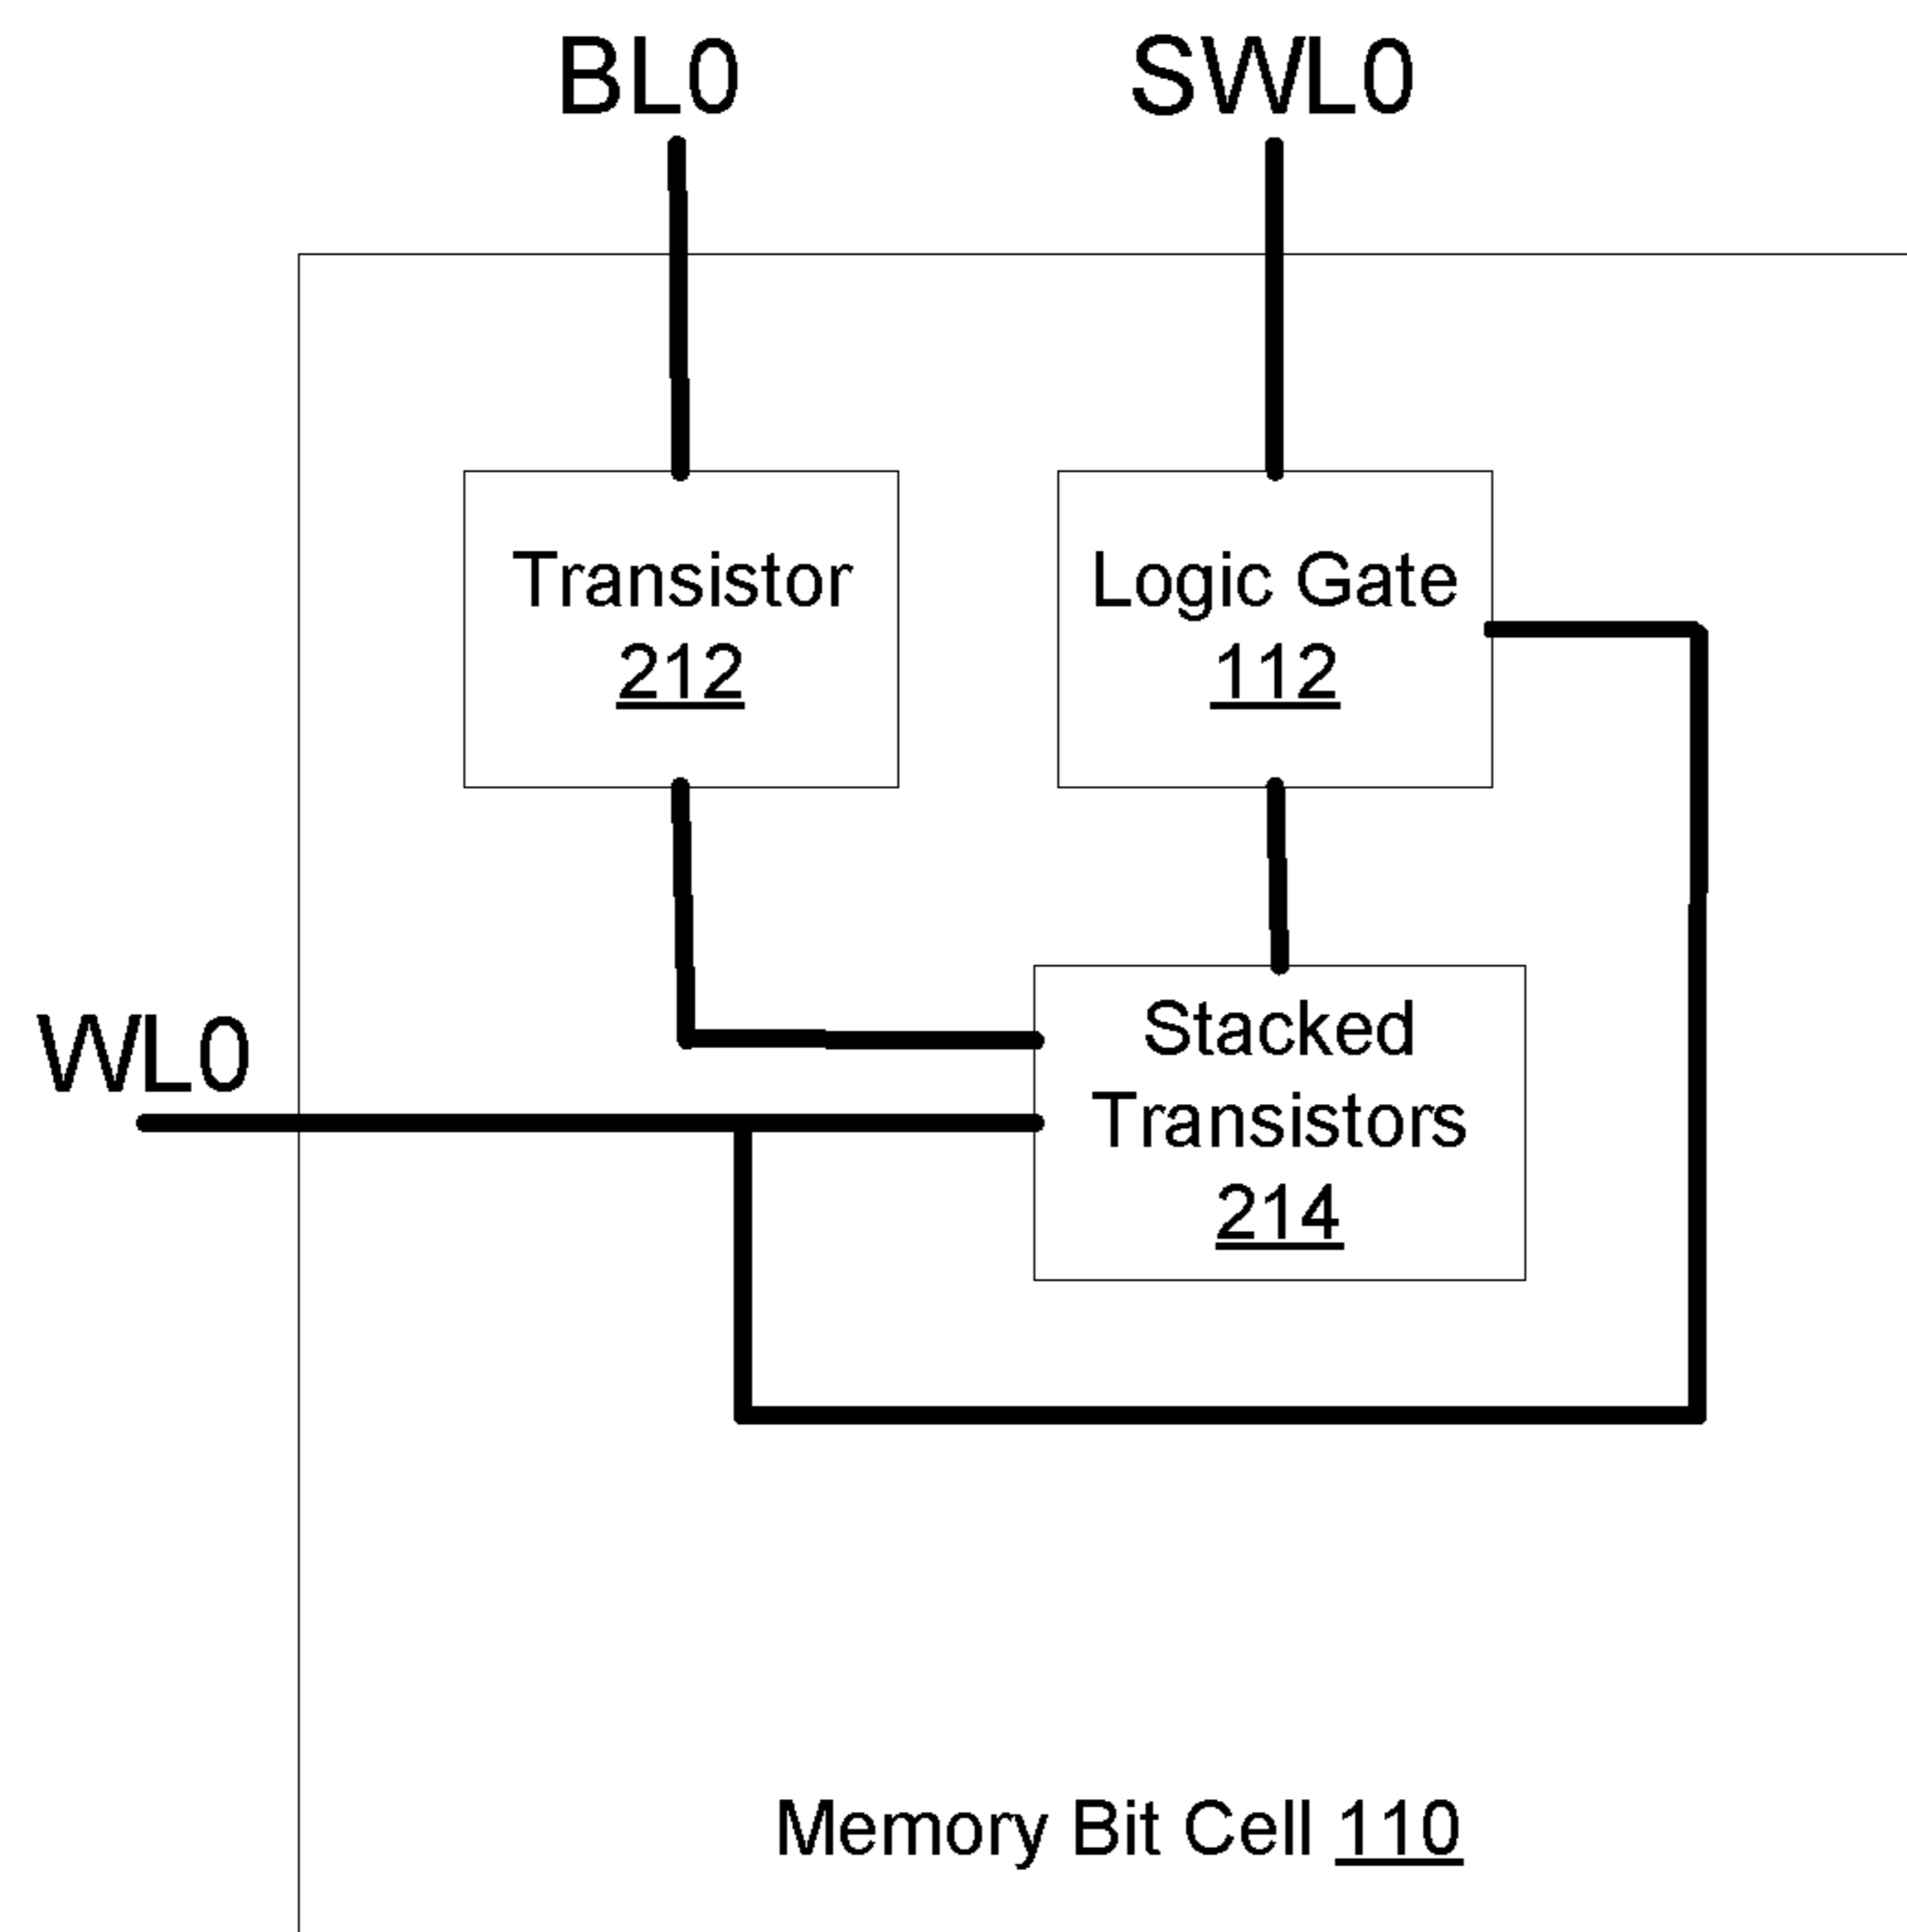 BL0
SWL0
Transistor
212
Logic Gate
112
WL0
Stacked
Transistors
214
Memory Bit Cell 110